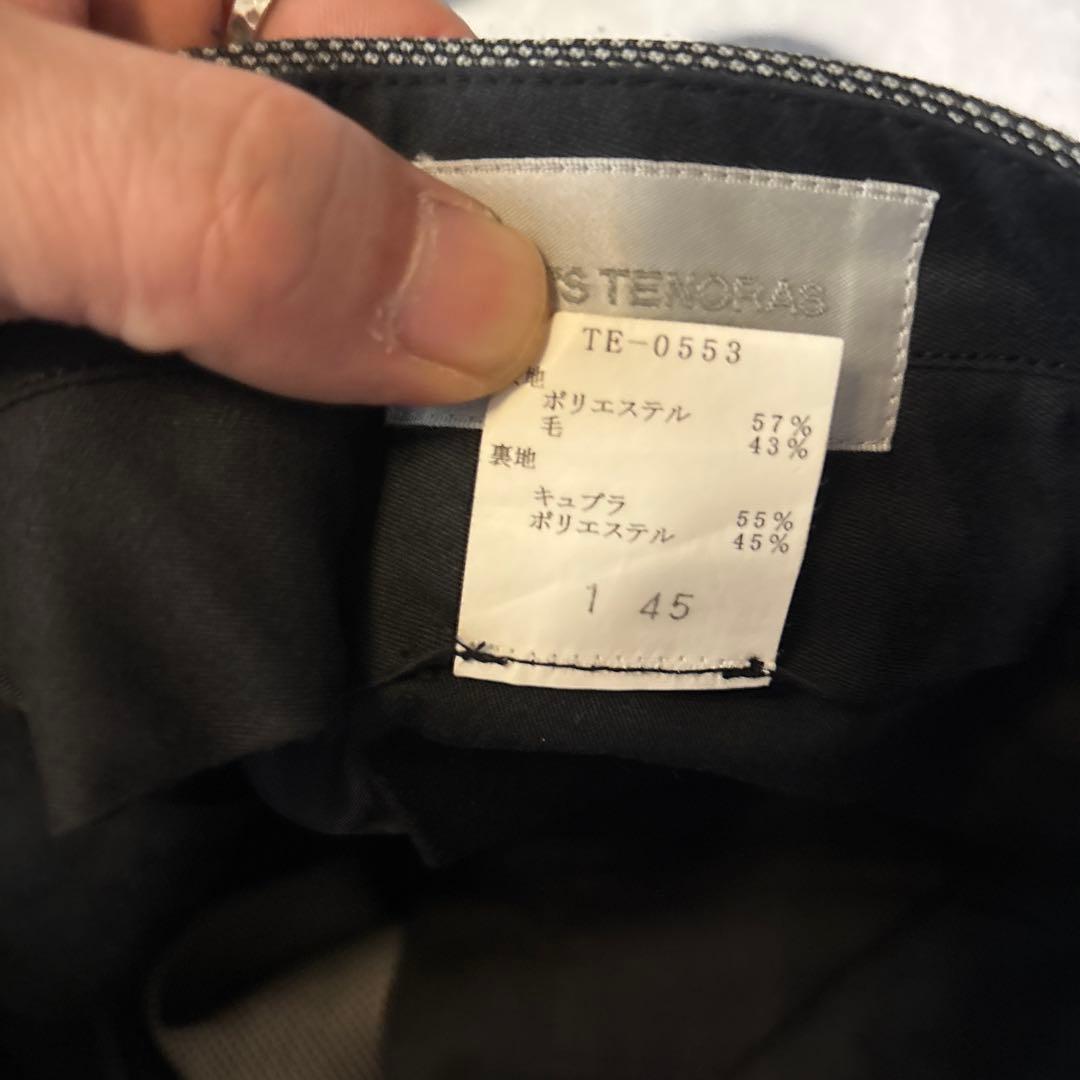 TENORAS
TE-0553
地
ポリエステル 57%
毛 43%
裏地
キュプラ 55%
ポリエステル 45%
1 45